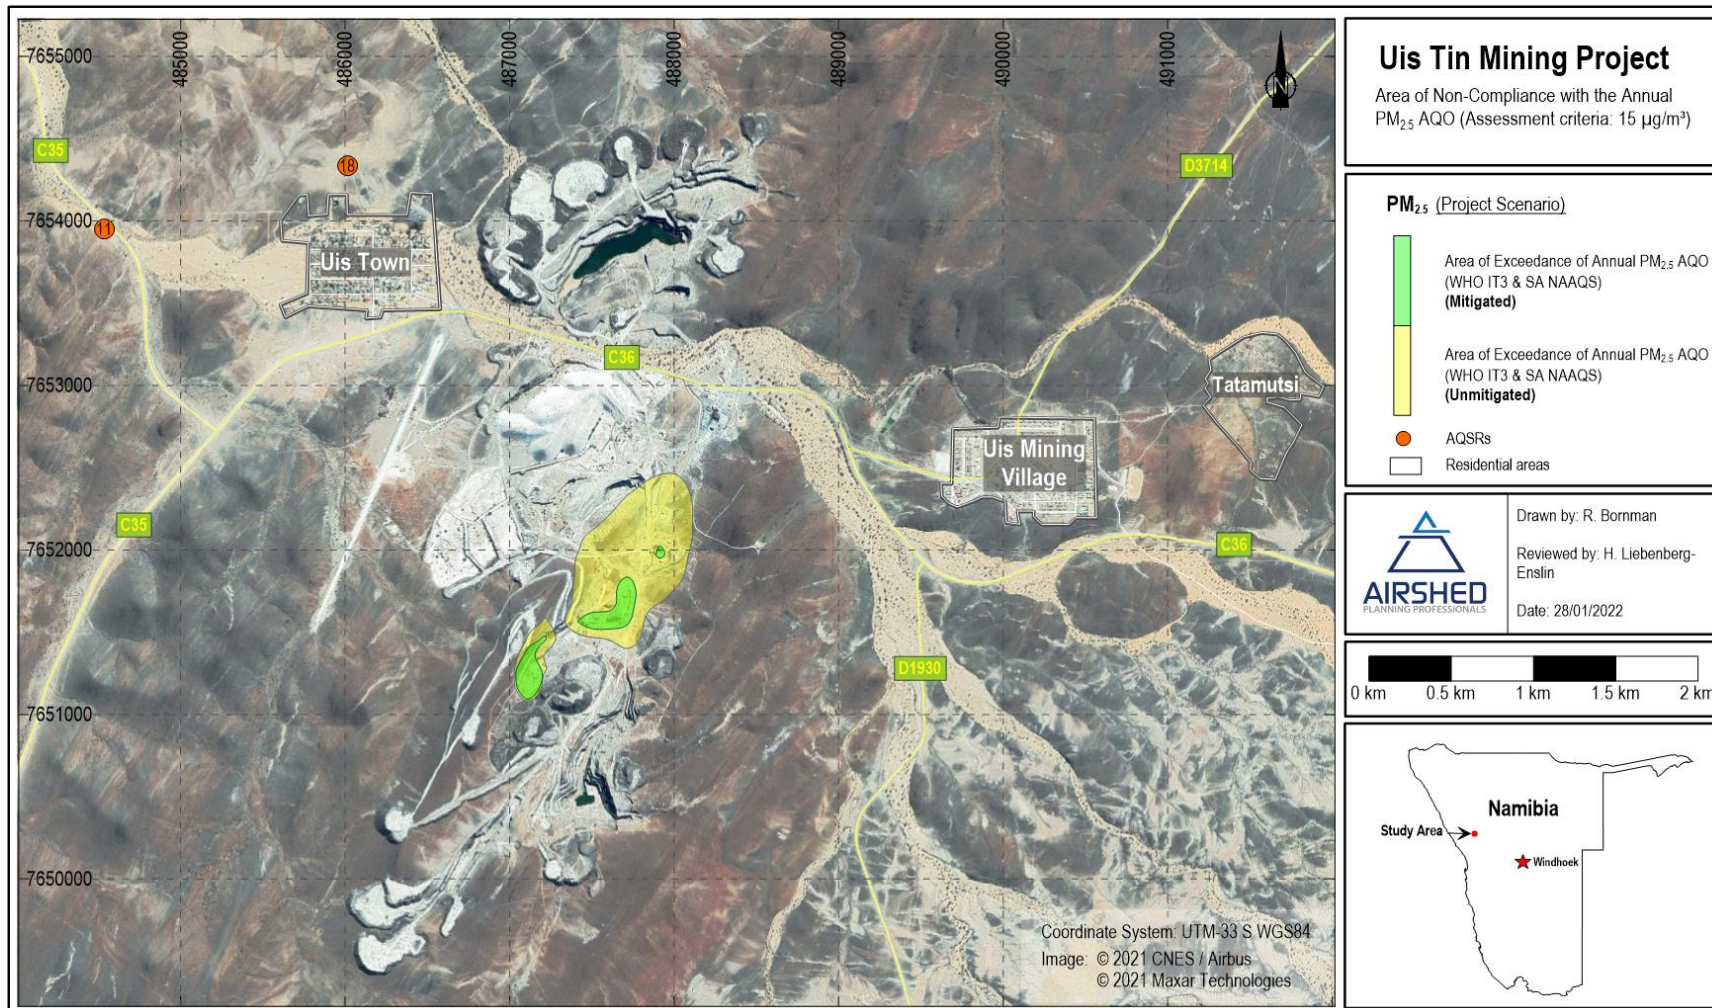 Uis Tin Mining Project
Area of Non-Compliance with the Annual
PM2.5 AQO (Assessment criteria: 15 µg/m³)
PM2.5 (Project Scenario)
Area of Exceedance of Annual PM2.5 AQO
(WHO IT3 & SA NAAQS)
(Mitigated)
Area of Exceedance of Annual PM2.5 AQO
(WHO IT3 & SA NAAQS)
(Unmitigated)
AQSRs
Residential areas
AIRSHED
PLANNING PROFESSIONALS
Drawn by: R. Bornman
Reviewed by: H. Liebenberg-
Enslin
Date: 28/01/2022
0 km 0.5 km 1 km 1.5 km 2 km
Namibia
Study Area
Windhoek
N
485000
486000
487000
488000
489000
490000
491000
7655000
7654000
7653000
7652000
7651000
7650000
C35
18
11
Uis Town
D3714
C36
Tatamutsi
Uis Mining
Village
C35
C36
D1930
Coordinate System: UTM-33 S WGS84
Image: © 2021 CNES / Airbus
© 2021 Maxar Technologies